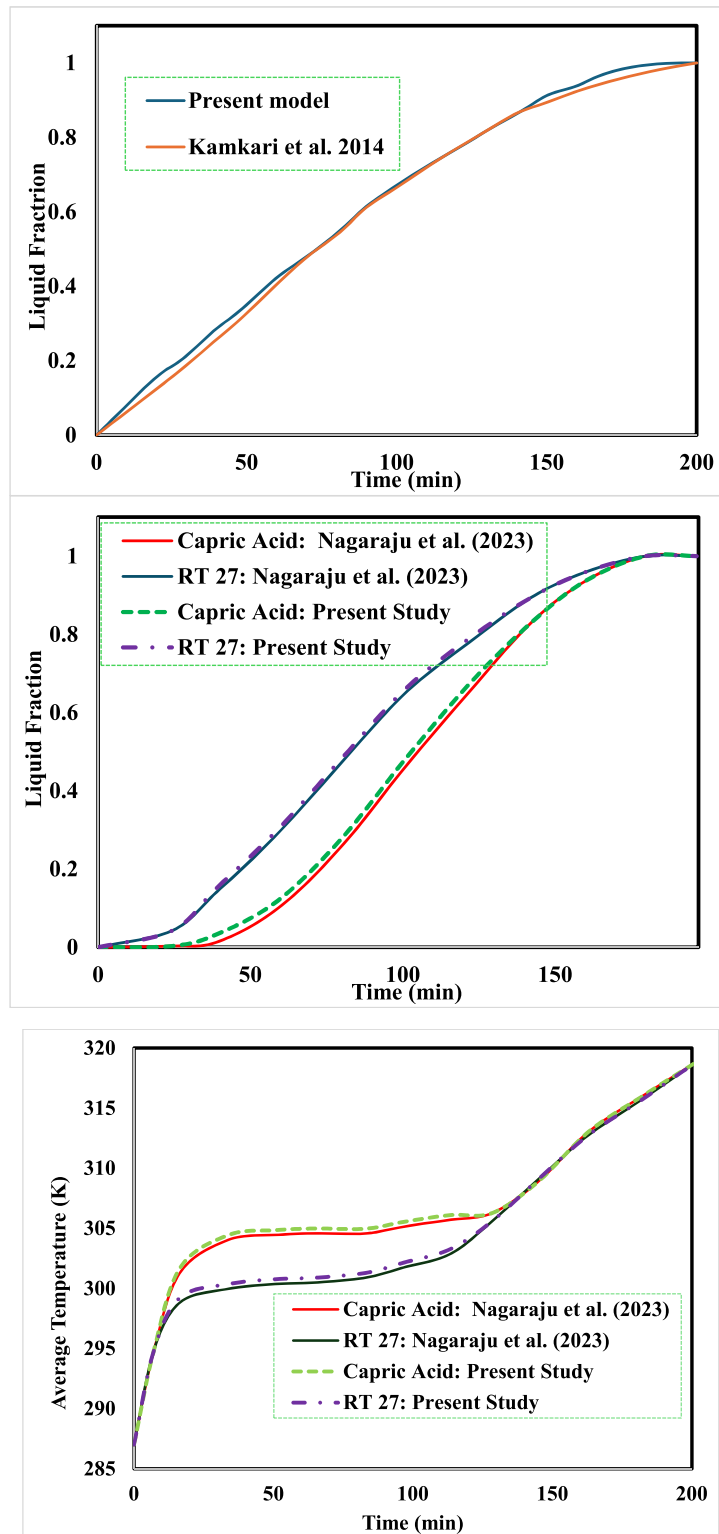 1
Present model
Kamkari et al. 2014
0.8
0.6
0.4
0.2
0
Liquid Fractrion
0 50 100 150 200
Time (min)
1
Capric Acid:  Nagaraju et al. (2023)
RT 27: Nagaraju et al. (2023)
Capric Acid: Present Study
RT 27: Present Study
0.8
0.6
0.4
0.2
0
Liquid Fraction
0 50 100 150
Time (min)
320
315
310
305
300
295
290
285
Average Temperature (K)
Capric Acid:  Nagaraju et al. (2023)
RT 27: Nagaraju et al. (2023)
Capric Acid: Present Study
RT 27: Present Study
0 50 100 150 200
Time (min)